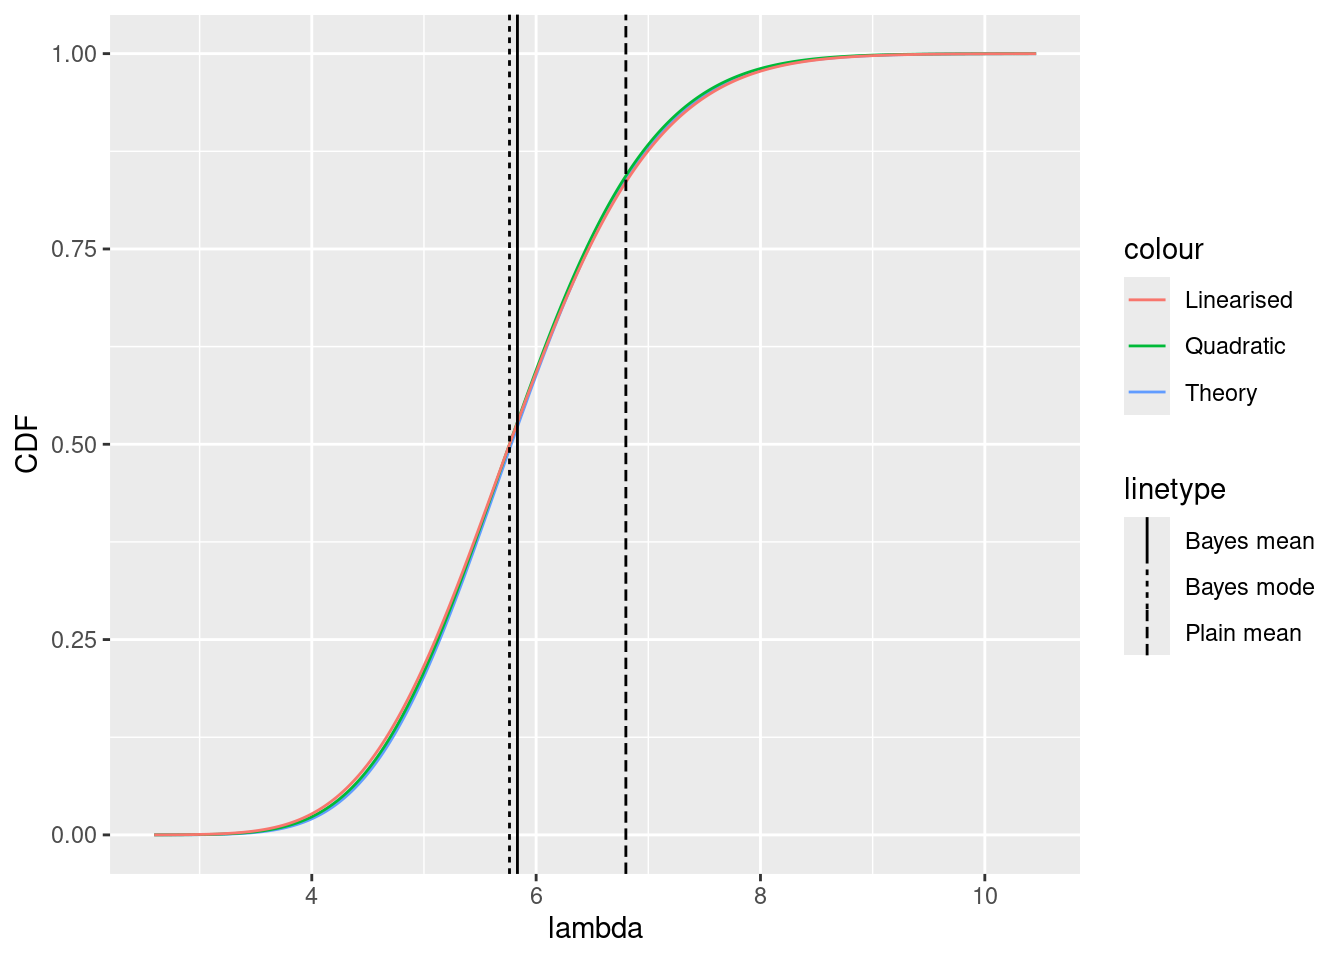 1.00
0.75
0.50
0.25
0.00
CDF
4 6 8 10
lambda
colour
Linearised
Quadratic
Theory
linetype
Bayes mean
Bayes mode
Plain mean